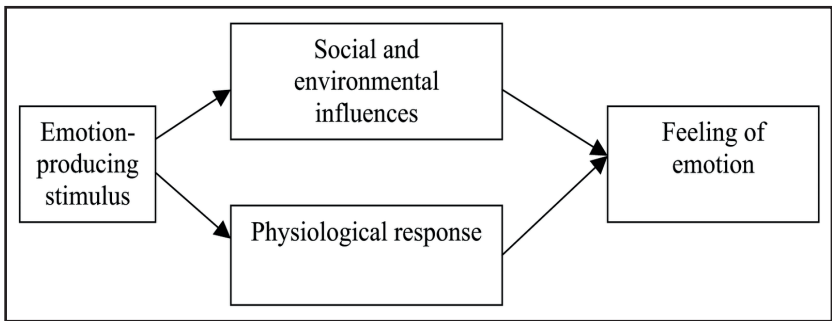 Emotion-
producing
stimulus
Social and
environmental
influences
Physiological response
Feeling of
emotion